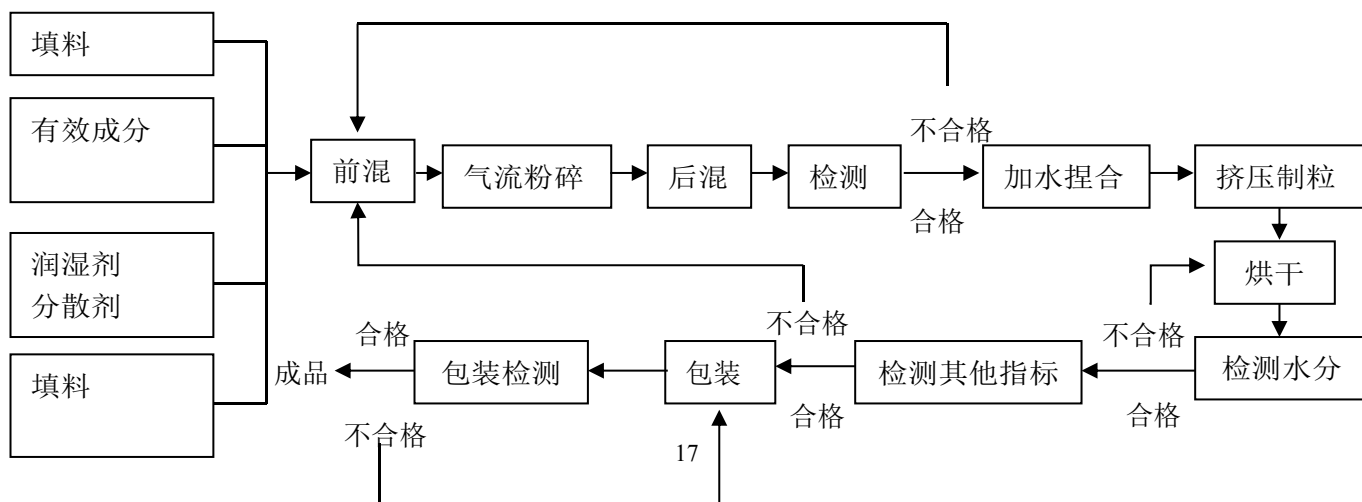 填料
有效成分
润湿剂
分散剂
填料
前混
气流粉碎
后混
检测
不合格
合格
加水捏合
挤压制粒
烘干
不合格
检测水分
合格
检测其他指标
不合格
合格
包装
包装检测
合格
成品
不合格
17